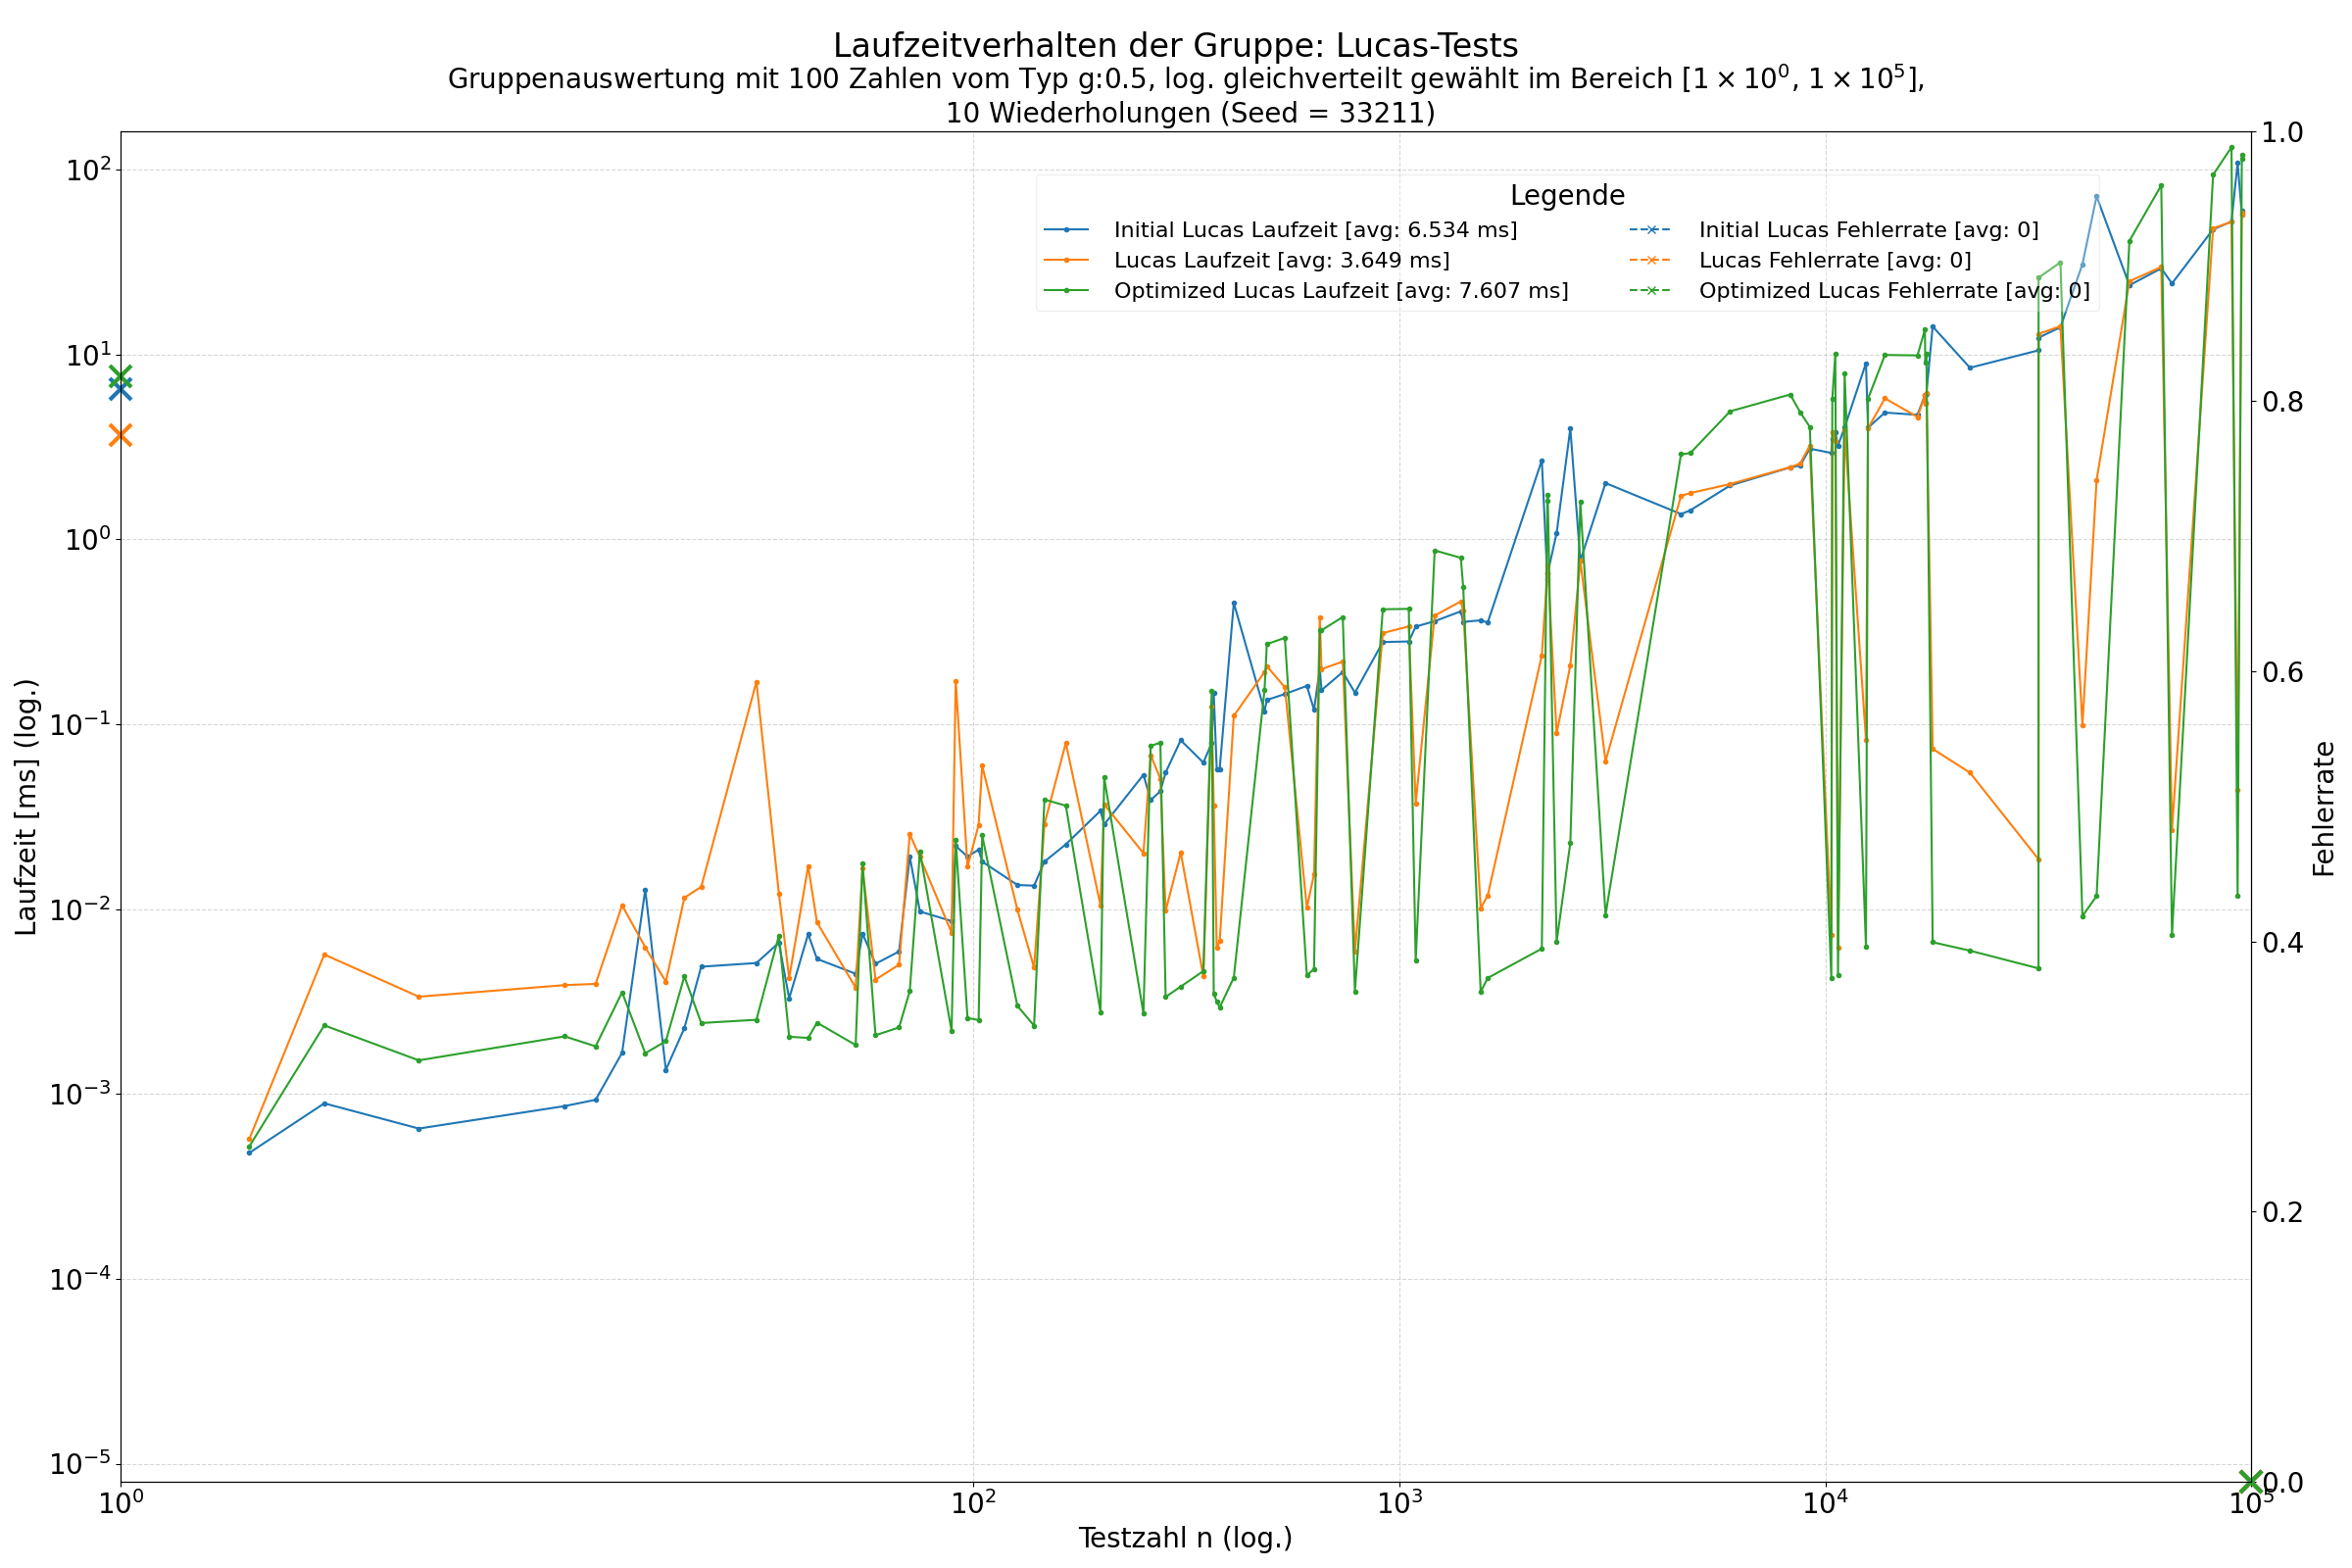 Laufzeitverhalten der Gruppe: Lucas-Tests
Gruppenauswertung mit 100 Zahlen vom Typ g:0.5, log. gleichverteilt gewählt im Bereich [1 × 10⁰, 1 × 10⁵],
10 Wiederholungen (Seed = 33211)
Legende
Initial Lucas Laufzeit [avg: 6.534 ms]
Lucas Laufzeit [avg: 3.649 ms]
Optimized Lucas Laufzeit [avg: 7.607 ms]
Initial Lucas Fehlerrate [avg: 0]
Lucas Fehlerrate [avg: 0]
Optimized Lucas Fehlerrate [avg: 0]
Laufzeit [ms] (log.)
10²
10¹
10⁰
10⁻¹
10⁻²
10⁻³
10⁻⁴
10⁻⁵
10⁰
10²
10³
10⁴
10⁵
Testzahl n (log.)
1.0
0.8
0.6
0.4
0.2
0.0
Fehlerrate